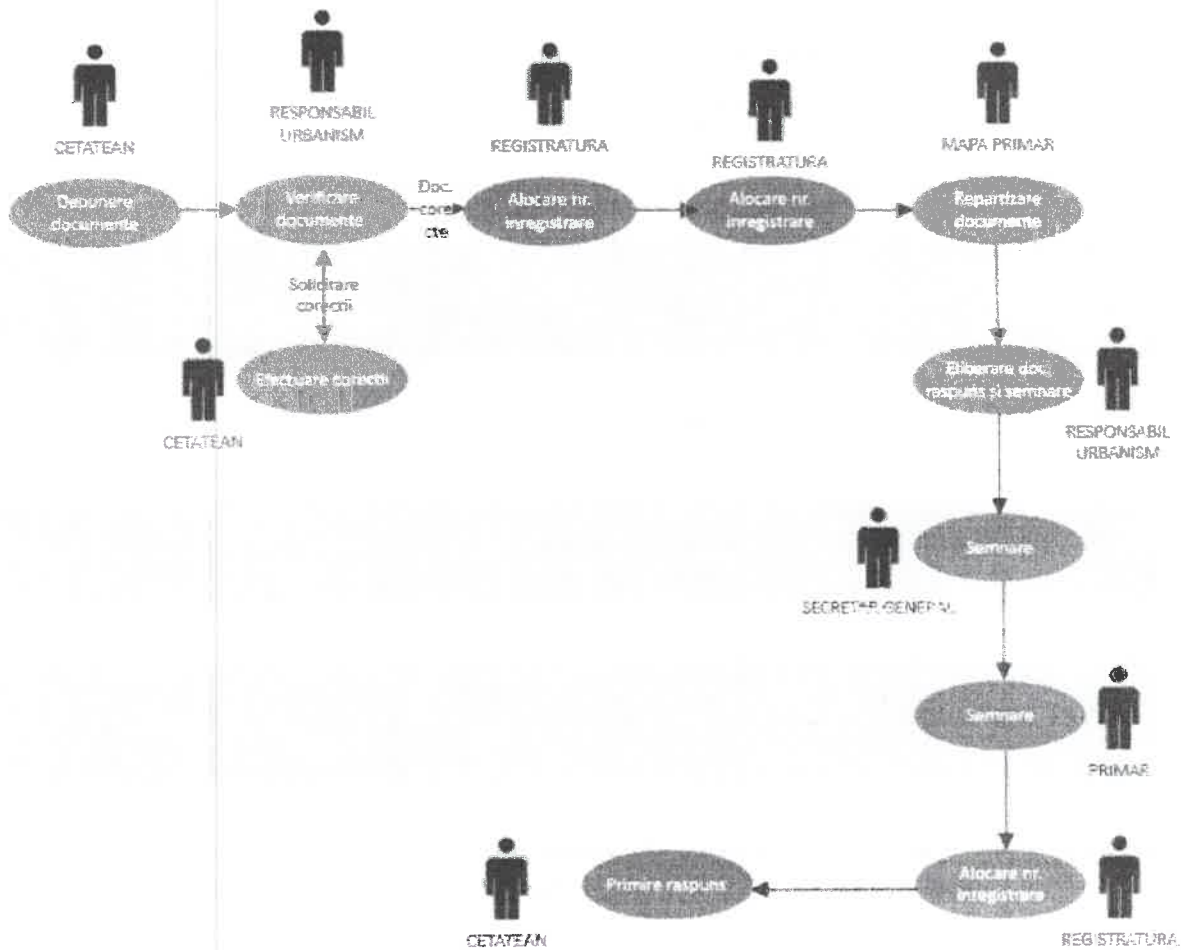 CETATEAN
RESPONSABIL
URBANISM
REGISTRATURA
REGISTRATURA
MAPA PRIMAR
Depunere
documente
Verificare
documente
Doc.
core
cte
Alocare nr.
inregistrare
Alocare nr.
inregistrare
Repartizare
documente
Solicitare
corectii
CETATEAN
Efectuare corectii
Eliberare doc.
raspuns si semnare
RESPONSABIL
URBANISM
Semnare
SECRETAR GENERAL
Semnare
PRIMAR
CETATEAN
Primire raspuns
Alocare nr.
inregistrare
REGISTRATURA